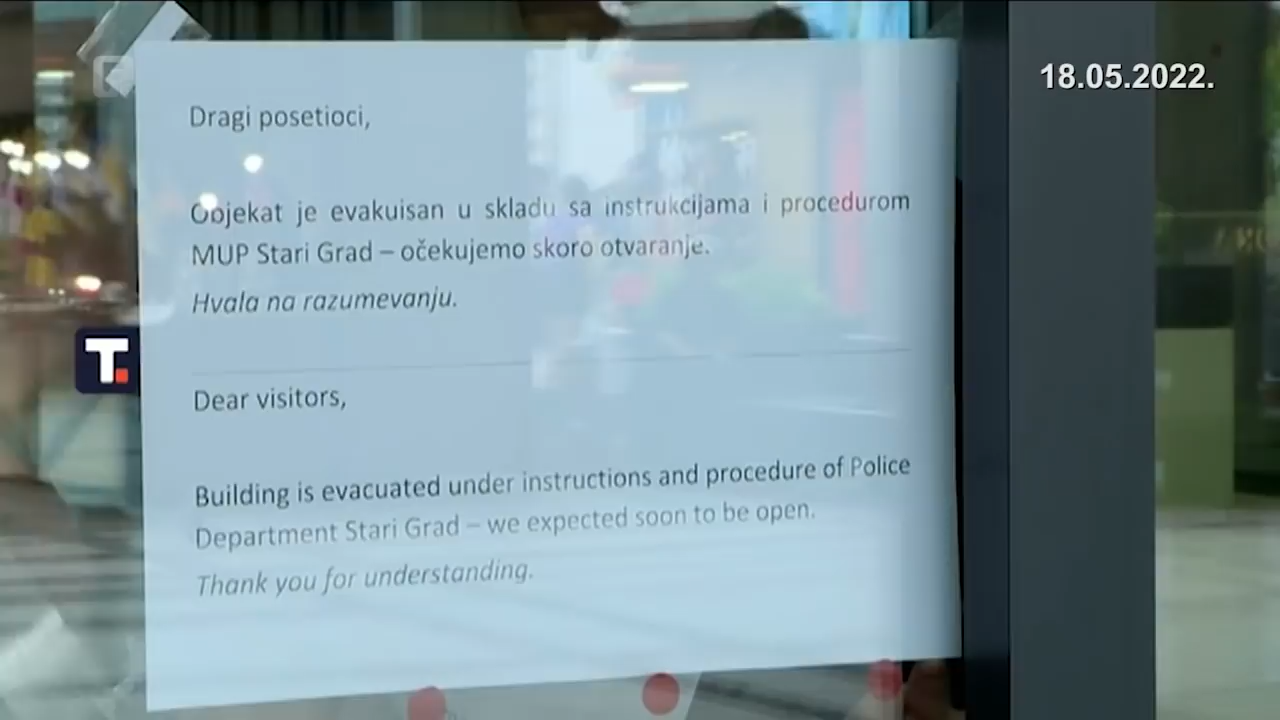 18.05.2022.
Dragi posetioci,
Objekat je evakuisan u skladu sa instrukcijama i procedurom
MUP Stari Grad – očekujemo skoro otvaranje.
Hvala na razumevanju.
T.
Dear visitors,
Building is evacuated under instructions and procedure of Police
Department Stari Grad – we expected soon to be open.
Thank you for understanding.